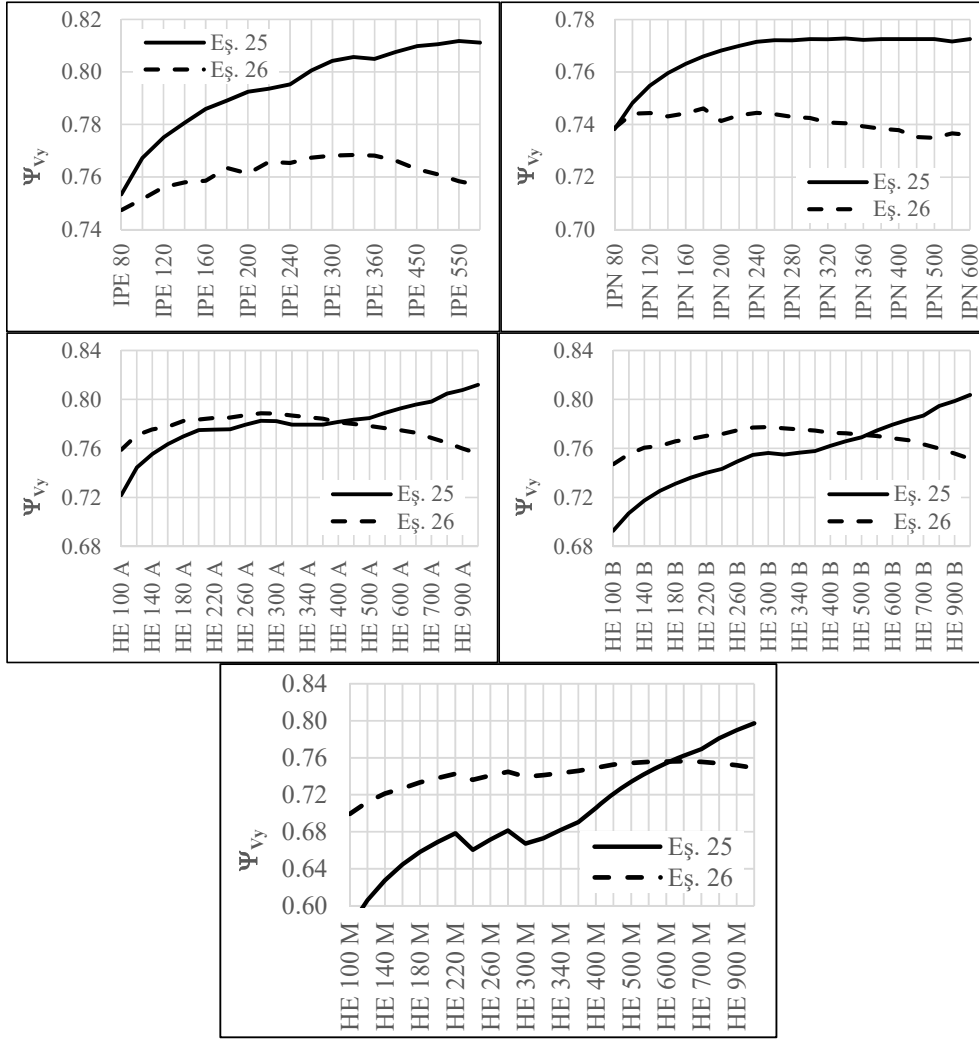 0.82
0.80
0.78
0.76
0.74
ΨVy
Eş. 25
Eş. 26
IPE 80
IPE 120
IPE 160
IPE 200
IPE 240
IPE 300
IPE 360
IPE 450
IPE 550
0.78
0.76
0.74
0.72
0.70
ΨVy
Eş. 25
Eş. 26
IPN 80
IPN 120
IPN 160
IPN 200
IPN 240
IPN 280
IPN 320
IPN 360
IPN 400
IPN 500
IPN 600
0.84
0.80
0.76
0.72
0.68
ΨVy
Eş. 25
Eş. 26
HE 100 A
HE 140 A
HE 180 A
HE 220 A
HE 260 A
HE 300 A
HE 340 A
HE 400 A
HE 500 A
HE 600 A
HE 700 A
HE 900 A
0.84
0.80
0.76
0.72
0.68
ΨVy
Eş. 25
Eş. 26
HE 100 B
HE 140 B
HE 180 B
HE 220 B
HE 260 B
HE 300 B
HE 340 B
HE 400 B
HE 500 B
HE 600 B
HE 700 B
HE 900 B
0.84
0.80
0.76
0.72
0.68
0.64
0.60
ΨVy
Eş. 25
Eş. 26
HE 100 M
HE 140 M
HE 180 M
HE 220 M
HE 260 M
HE 300 M
HE 340 M
HE 400 M
HE 500 M
HE 600 M
HE 700 M
HE 900 M